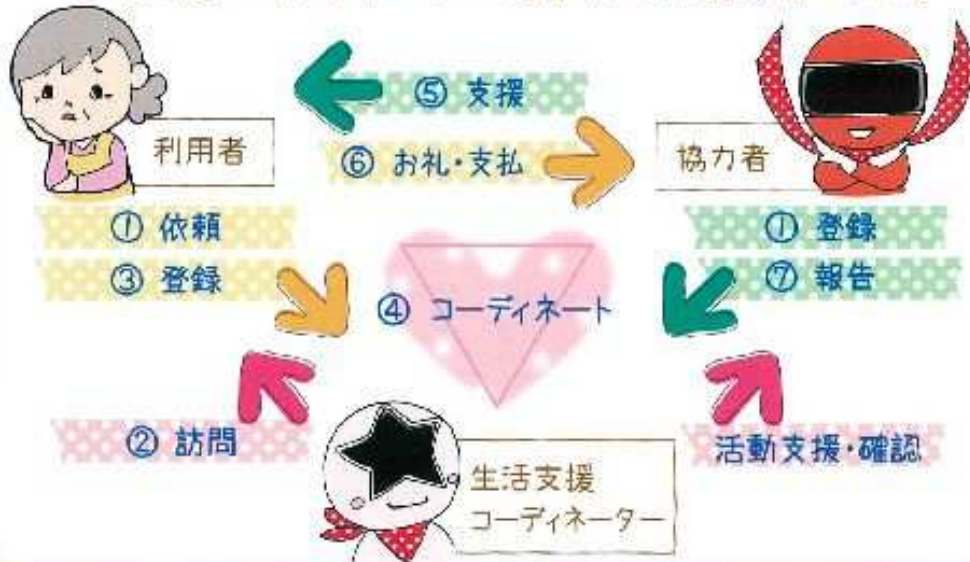 ⑤ 支援
利用者
⑥ お礼・支払
協力者
① 依頼
③ 登録
① 登録
⑦ 報告
④ コーディネート
② 訪問
活動支援・確認
生活支援
コーディネーター